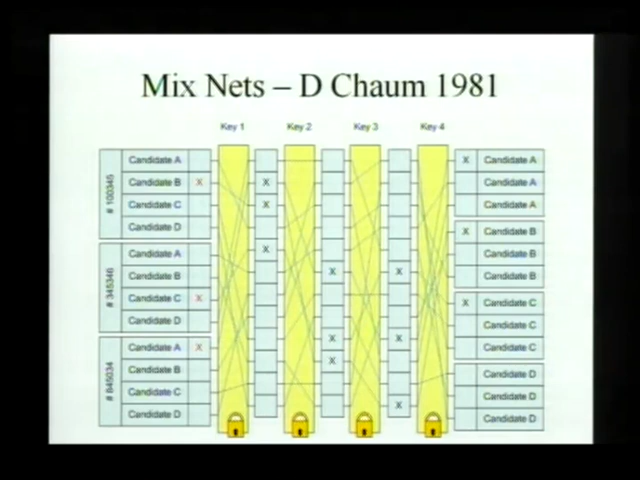 Mix Nets – D Chaum 1981
Key 1 Key 2 Key 3 Key 4
# 100345
Candidate A
Candidate B X
Candidate C
Candidate D
# 345346
Candidate A
Candidate B
Candidate C X
Candidate D
# 845034
Candidate A X
Candidate B
Candidate C
Candidate D
X
X
X
X
X
X
X
X
X
X Candidate A
Candidate A
Candidate A
X Candidate B
Candidate B
Candidate B
X Candidate C
Candidate C
Candidate C
Candidate D
Candidate D
Candidate D